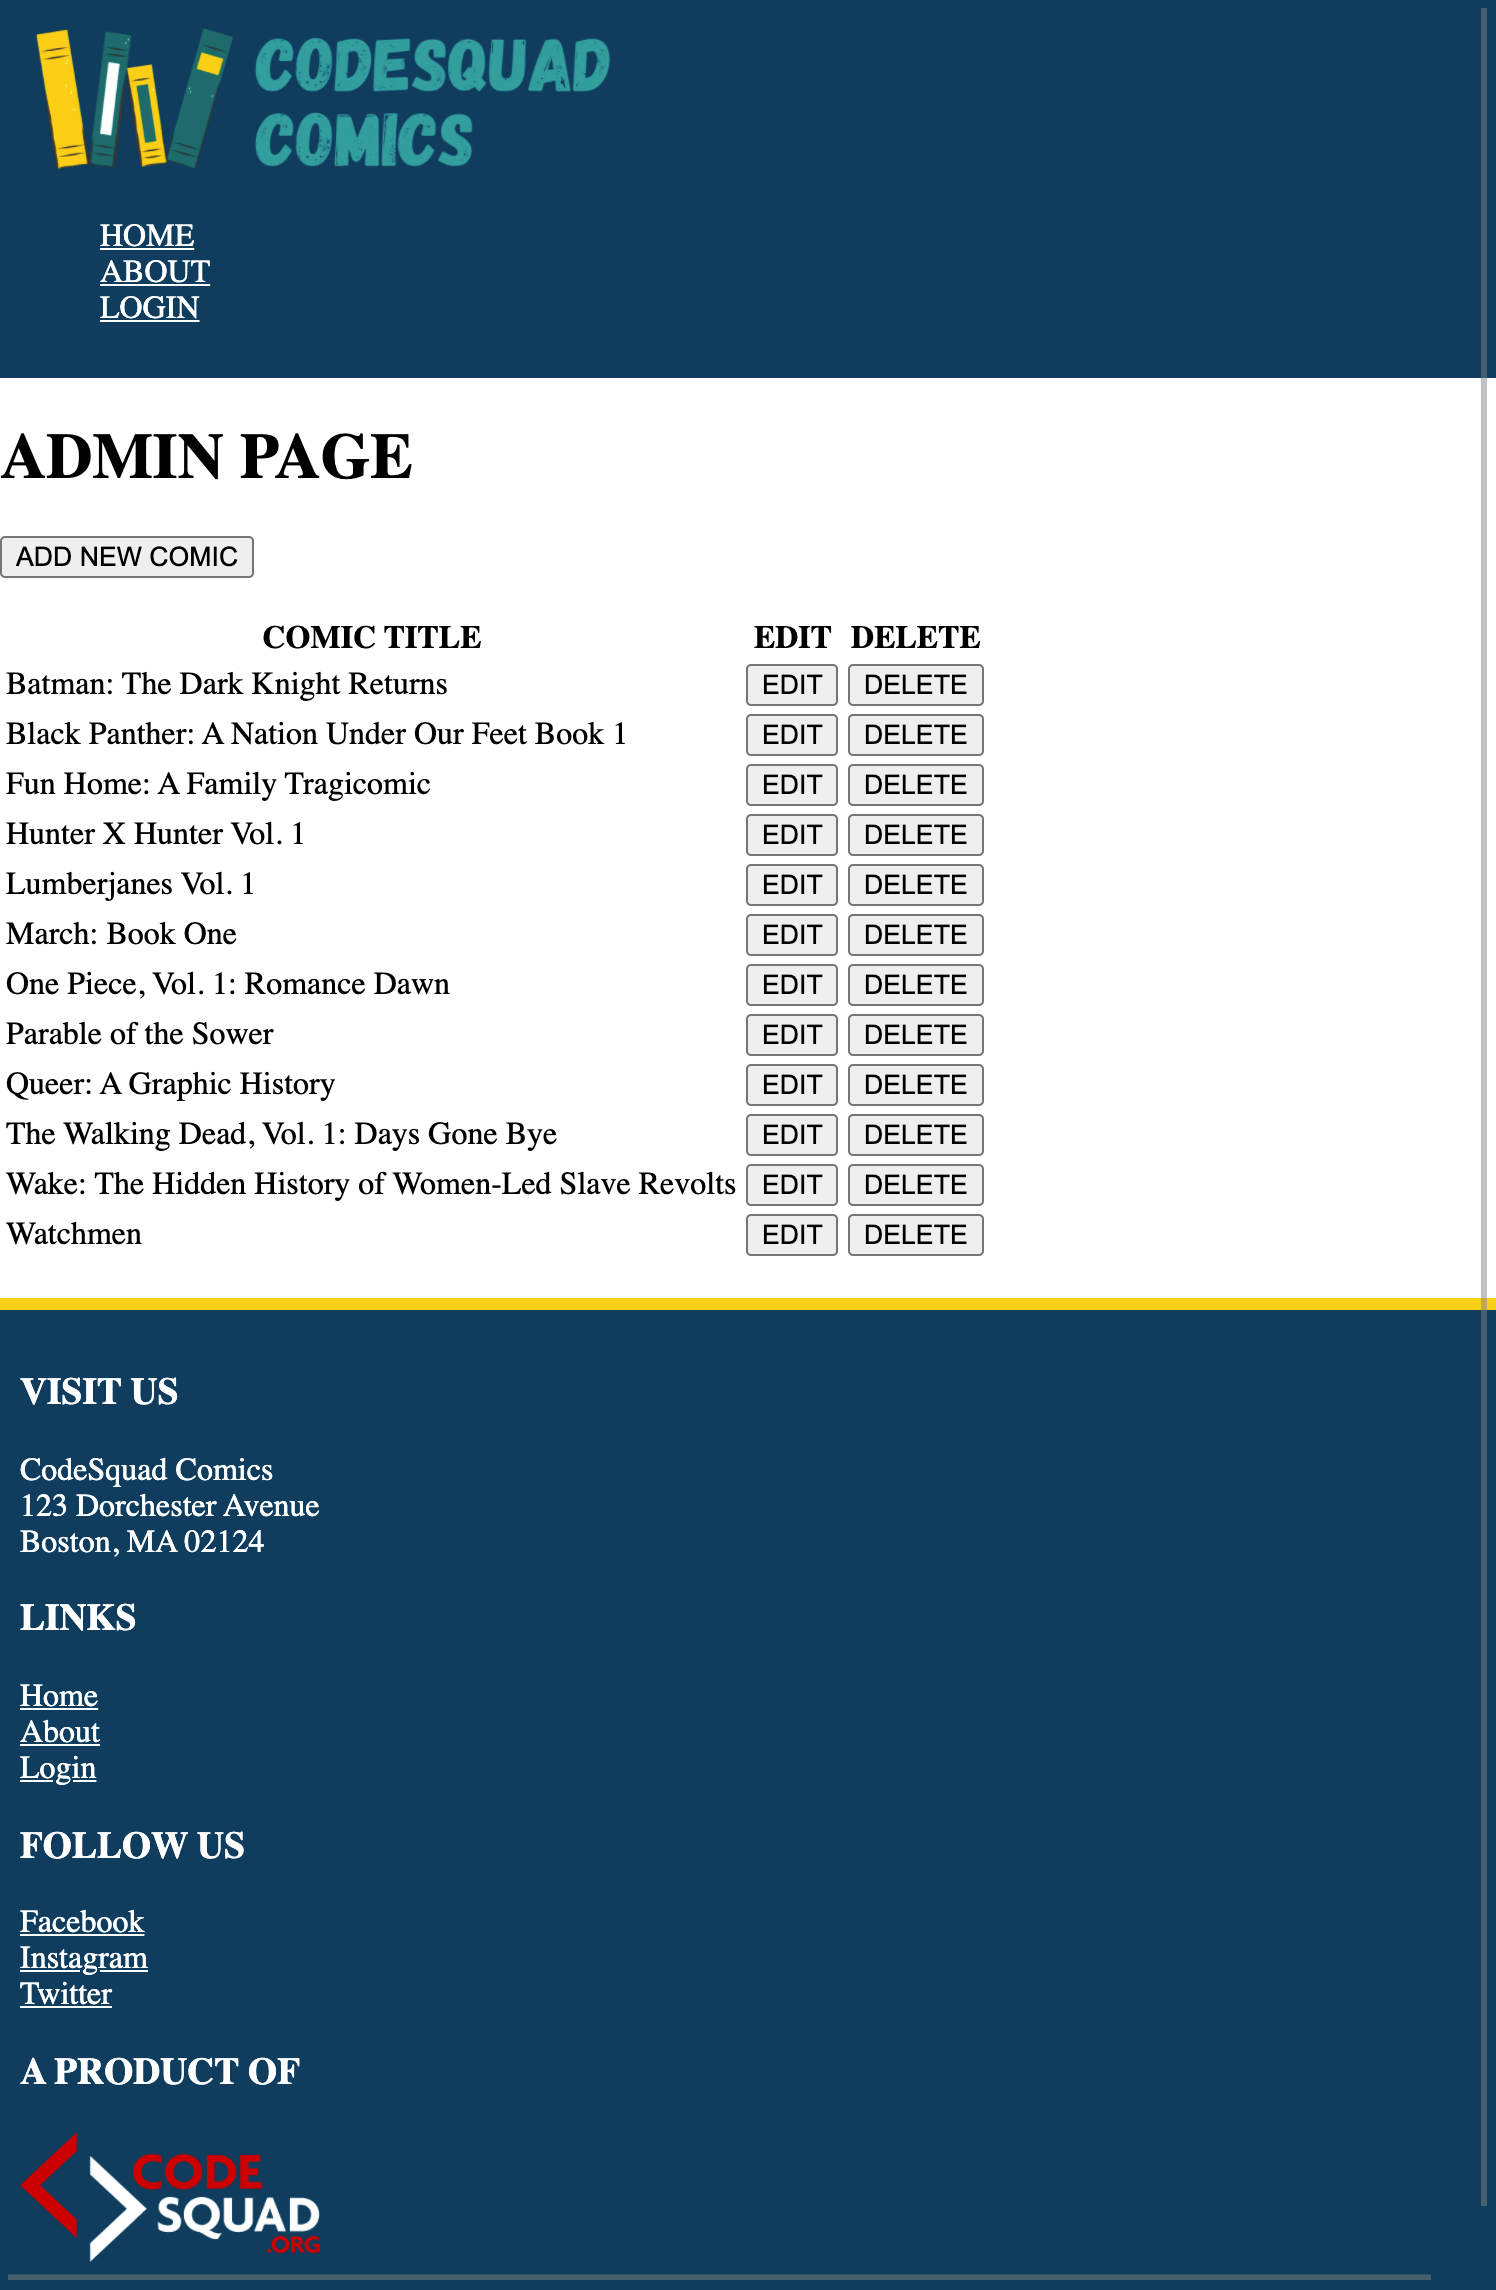 CODESQUAD
COMICS
HOME
ABOUT
LOGIN
ADMIN PAGE
ADD NEW COMIC
COMIC TITLE EDIT DELETE
Batman: The Dark Knight Returns EDIT DELETE
Black Panther: A Nation Under Our Feet Book 1 EDIT DELETE
Fun Home: A Family Tragicomic EDIT DELETE
Hunter X Hunter Vol. 1 EDIT DELETE
Lumberjanes Vol. 1 EDIT DELETE
March: Book One EDIT DELETE
One Piece, Vol. 1: Romance Dawn EDIT DELETE
Parable of the Sower EDIT DELETE
Queer: A Graphic History EDIT DELETE
The Walking Dead, Vol. 1: Days Gone Bye EDIT DELETE
Wake: The Hidden History of Women-Led Slave Revolts EDIT DELETE
Watchmen EDIT DELETE
VISIT US
CodeSquad Comics
123 Dorchester Avenue
Boston, MA 02124
LINKS
Home
About
Login
FOLLOW US
Facebook
Instagram
Twitter
A PRODUCT OF
CODE
SQUAD
.ORG